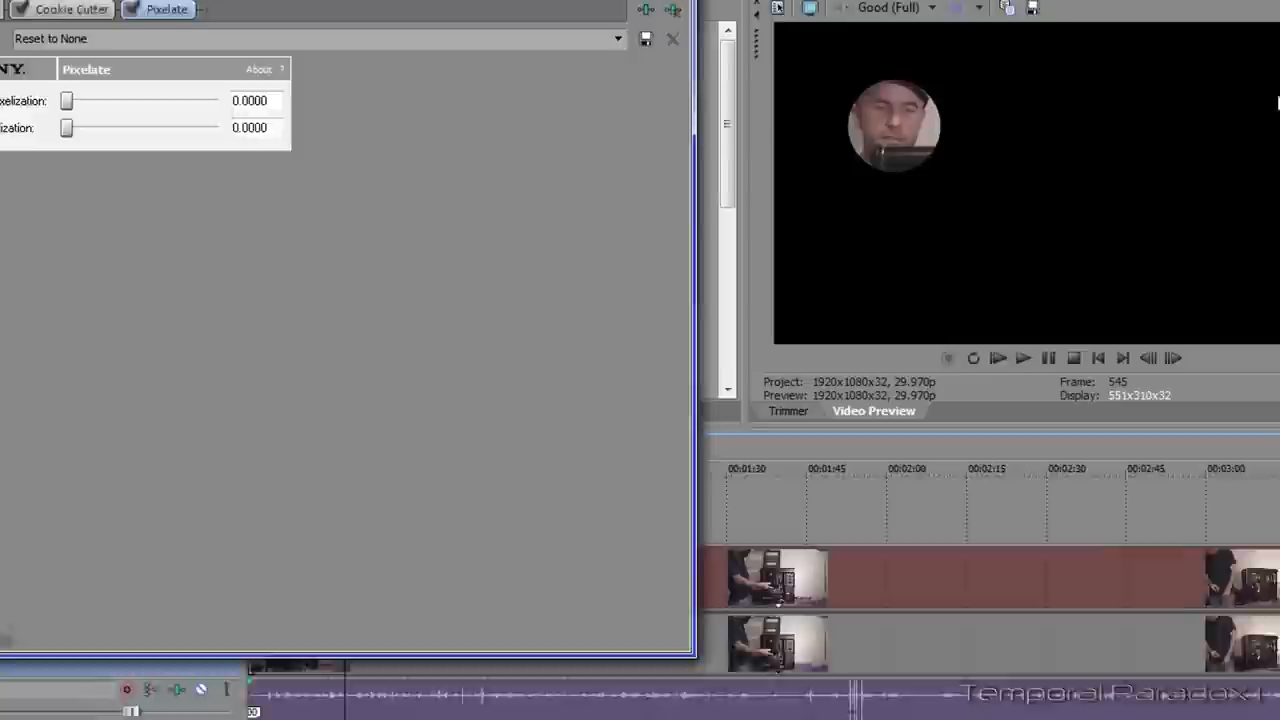 Cookie Cutter Pixelate
Good (Full)
Reset to None
NY. Pixelate About ?
xelization: 0.0000
ization: 0.0000
Project: 1920x1080x32, 29.970p Frame: 545
Preview: 1920x1080x32, 29.970p Display: 551x310x32
Trimmer Video Preview
00:01:30 00:01:45 00:02:00 00:02:15 00:02:30 00:02:45 00:03:00
Temporal Paradox